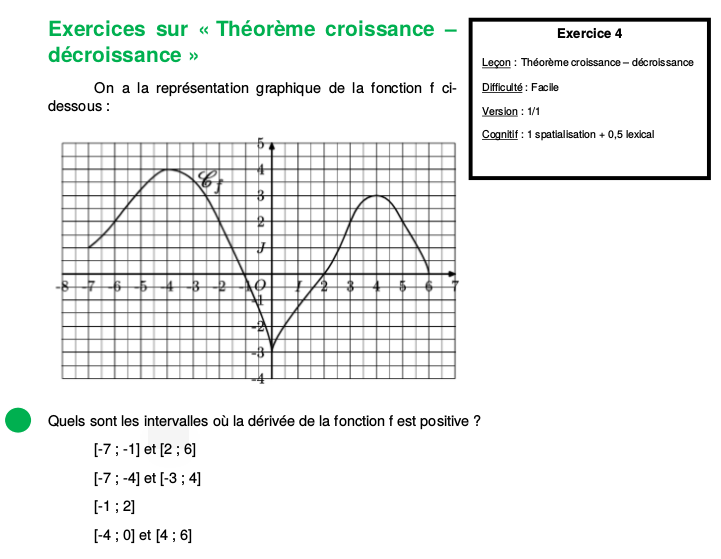 Exercices sur « Théorème croissance –
décroissance »
On a la représentation graphique de la fonction f ci-
dessous :
Exercice 4
Leçon : Théorème croissance – décroissance
Difficulté : Facile
Version : 1/1
Cognitif : 1 spatialisation + 0,5 lexical
5
4
𝒞f
3
2
J
-8 -7 -6 -5 -4 -3 -2 -1 O I 2 3 4 5 6 7
-1
-2
-3
-4
Quels sont les intervalles où la dérivée de la fonction f est positive ?
[-7 ; -1] et [2 ; 6]
[-7 ; -4] et [-3 ; 4]
[-1 ; 2]
[-4 ; 0] et [4 ; 6]